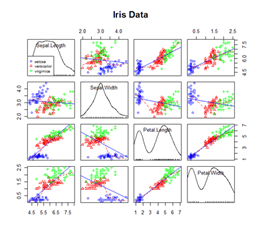 Iris Data
2.0 3.0 4.0
0.5 1.5 2.5
Sepal Length
setosa
versicolor
virginica
4.5 6.0 7.5
Sepal Width
2.0 3.0 4.0
Petal Length
1 3 5 7
Petal Width
0.5 1.5 2.5
4.5 5.5 6.5 7.5
1 2 3 4 5 6 7